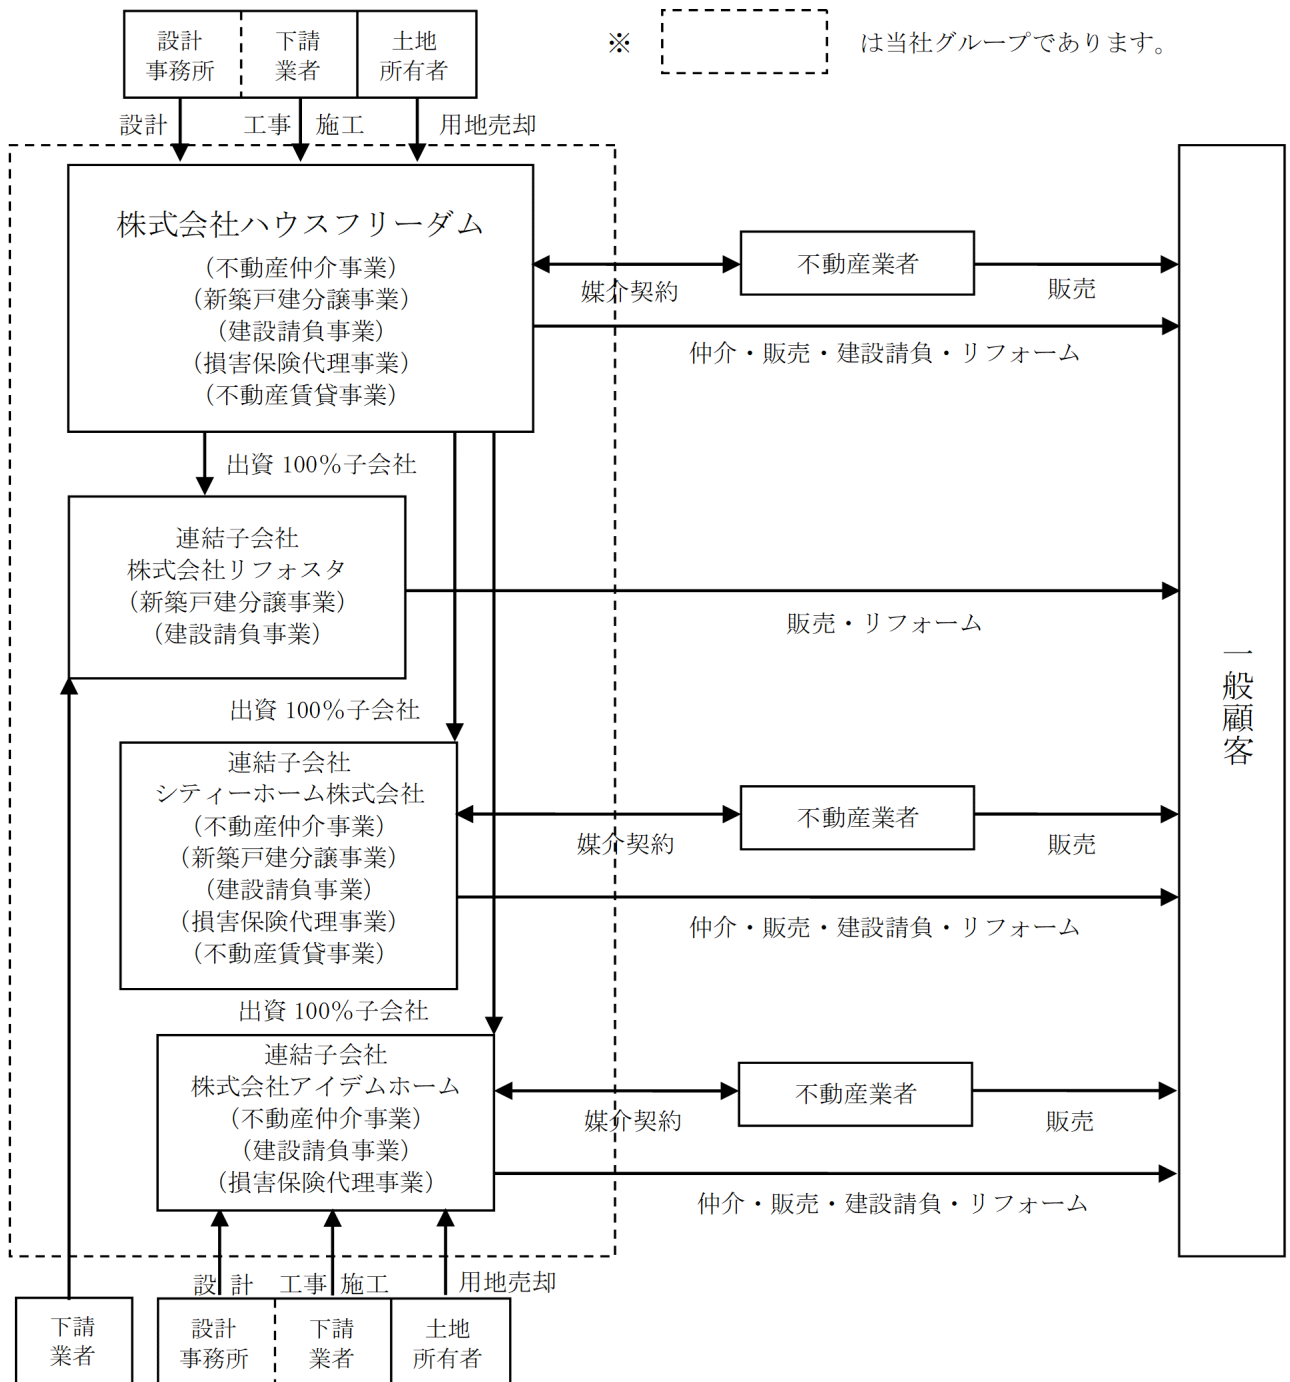 設計
事務所
下請
業者
土地
所有者
※
は当社グループであります。
設計
工事
施工
用地売却
株式会社ハウスフリーダム
(不動産仲介事業)
(新築戸建分譲事業)
(建設請負事業)
(損害保険代理事業)
(不動産賃貸事業)
媒介契約
不動産業者
販売
仲介・販売・建設請負・リフォーム
出資 100％子会社
連結子会社
株式会社リフォスタ
(新築戸建分譲事業)
(建設請負事業)
販売・リフォーム
一般顧客
出資 100％子会社
連結子会社
シティーホーム株式会社
(不動産仲介事業)
(新築戸建分譲事業)
(建設請負事業)
(損害保険代理事業)
(不動産賃貸事業)
媒介契約
不動産業者
販売
仲介・販売・建設請負・リフォーム
出資 100％子会社
連結子会社
株式会社アイデムホーム
(不動産仲介事業)
(建設請負事業)
(損害保険代理事業)
媒介契約
不動産業者
販売
仲介・販売・建設請負・リフォーム
設 計
工事
施工
用地売却
下請
業者
設計
事務所
下請
業者
土地
所有者